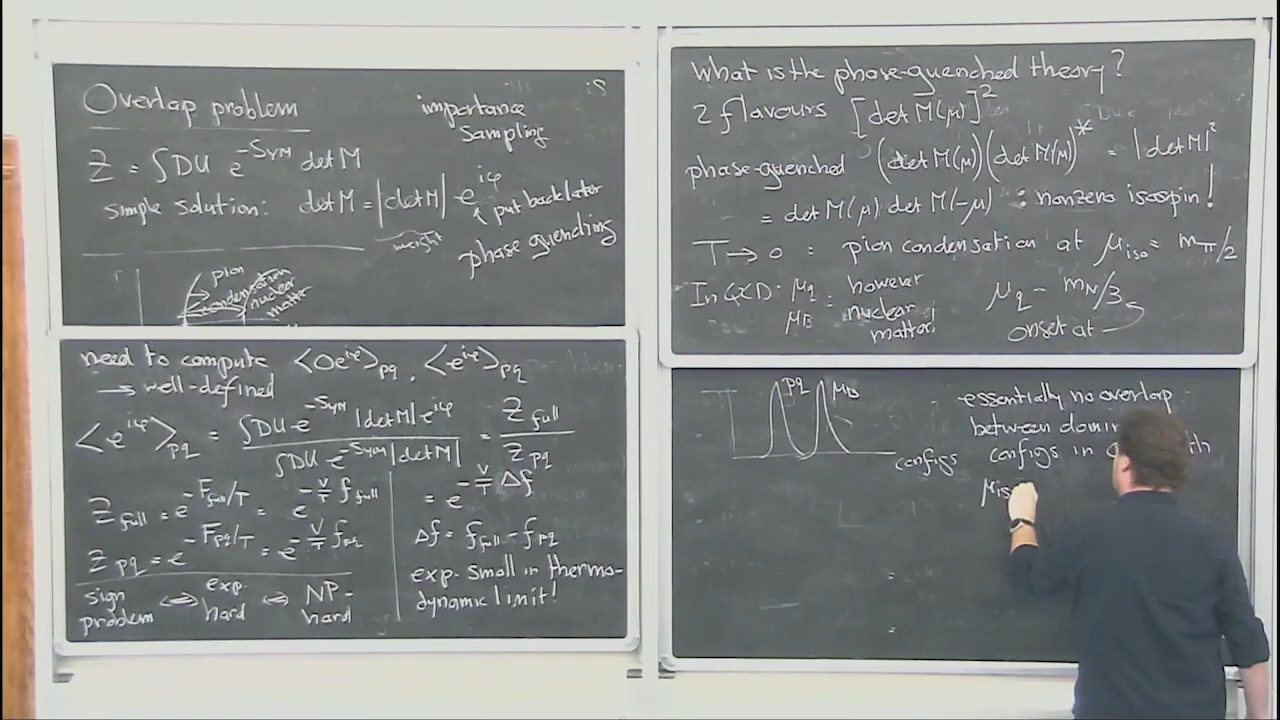 Overlap problem
importance
sampling
Z = ∫DU e^{-S_YM} det M
simple solution: det M = |det M| e^{iφ}
↑ put back later
weight
phase quenching
pion
condensation
nuclear
matter
need to compute ⟨O e^{iφ}⟩_pq , ⟨e^{iφ}⟩_pq
→ well-defined
⟨e^{iφ}⟩_pq = ∫DU e^{-S_YM} |det M| e^{iφ} / ∫DU e^{-S_YM} |det M| = Z_full / Z_pq
= e^{-V/T Δf}
Z_full = e^{-F_full/T} = e^{-V/T f_full}
Z_pq = e^{-F_pq/T} = e^{-V/T f_pq}
Δf = f_full - f_pq
exp. small in thermo-
dynamic limit!
sign problem ⇔ exp. hard ⇔ NP-hard
What is the phase-quenched theory?
2 flavours [det M(μ)]^2
phase-quenched (det M(μ))(det M(μ))^* = |det M|^2
= det M(μ) det M(-μ) : nonzero isospin!
T → 0 : pion condensation at μ_iso = m_π/2
In QCD. μ_q
μ_B
: however
nuclear
matter!
μ_q - m_N/3
onset at
pq
μ_B
configs
essentially no overlap
between
configs in
μ_is